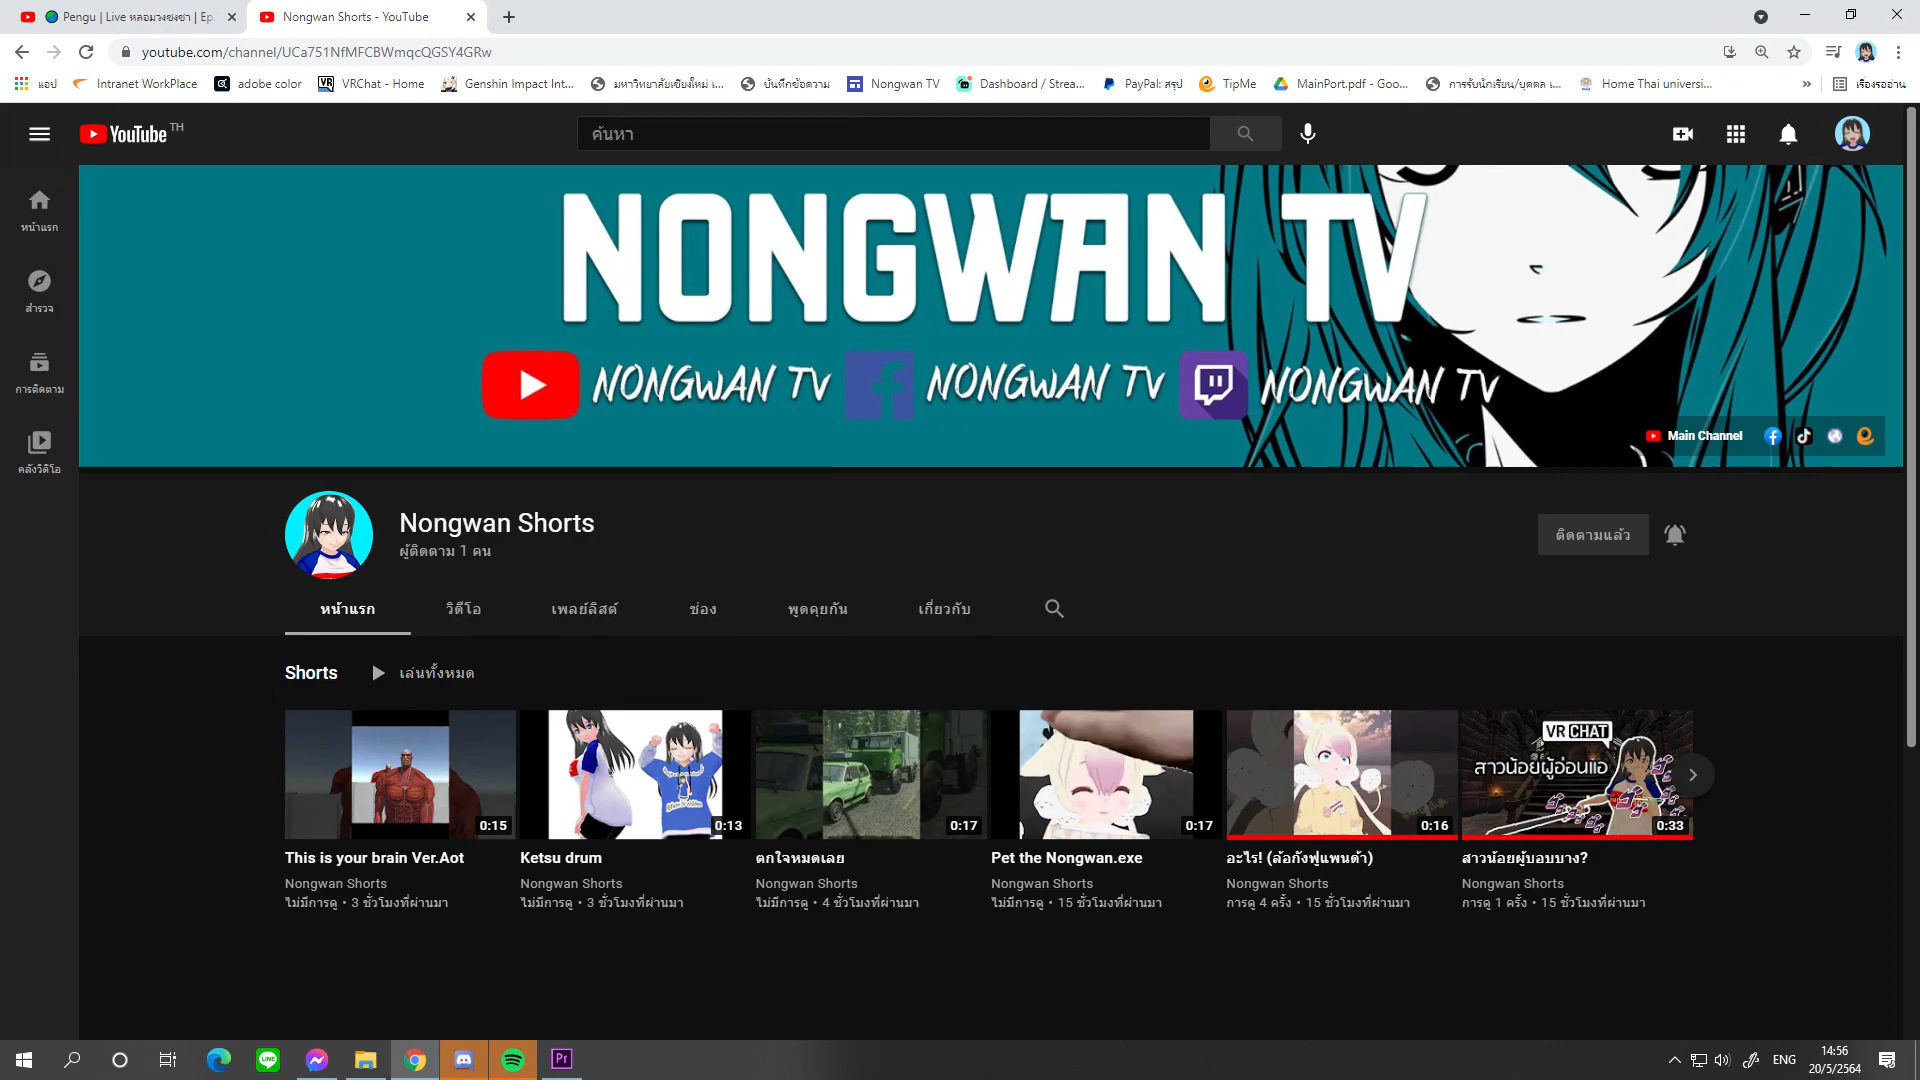 Pengu | Live หลอมวงซงซา | Ep.
Nongwan Shorts - YouTube
youtube.com/channel/UCa751NfMFCBWmqcQGSY4GRw
แอป
Intranet WorkPlace
adobe color
VRChat - Home
Genshin Impact Int...
มหาวิทยาลัยเชียงใหม่ เ...
บันทึกข้อความ
Nongwan TV
Dashboard / Strea...
PayPal: สรุป
TipMe
MainPort.pdf - Goo...
การรับนักเรียน/บุคคล เ...
Home Thai universi...
»
เรื่องรออ่าน
YouTube TH
ค้นหา
หน้าแรก
สำรวจ
การติดตาม
คลังวิดีโอ
NONGWAN TV
NONGWAN TV
NONGWAN TV
NONGWAN TV
Main Channel
Nongwan Shorts
ผู้ติดตาม 1 คน
ติดตามแล้ว
หน้าแรก
วิดีโอ
เพลย์ลิสต์
ช่อง
พูดคุยกัน
เกี่ยวกับ
Shorts
เล่นทั้งหมด
0:15
0:13
0:17
0:17
0:16
VRCHAT
สาวน้อยผู้อ่อนแอ
0:33
This is your brain Ver.Aot
Nongwan Shorts
ไม่มีการดู • 3 ชั่วโมงที่ผ่านมา
Ketsu drum
Nongwan Shorts
ไม่มีการดู • 3 ชั่วโมงที่ผ่านมา
ตกใจหมดเลย
Nongwan Shorts
ไม่มีการดู • 4 ชั่วโมงที่ผ่านมา
Pet the Nongwan.exe
Nongwan Shorts
ไม่มีการดู • 15 ชั่วโมงที่ผ่านมา
อะไร! (ล้อกังฟูแพนด้า)
Nongwan Shorts
การดู 4 ครั้ง • 15 ชั่วโมงที่ผ่านมา
สาวน้อยผู้บอบบาง?
Nongwan Shorts
การดู 1 ครั้ง • 15 ชั่วโมงที่ผ่านมา
Pr
ENG
14:56
20/5/2564